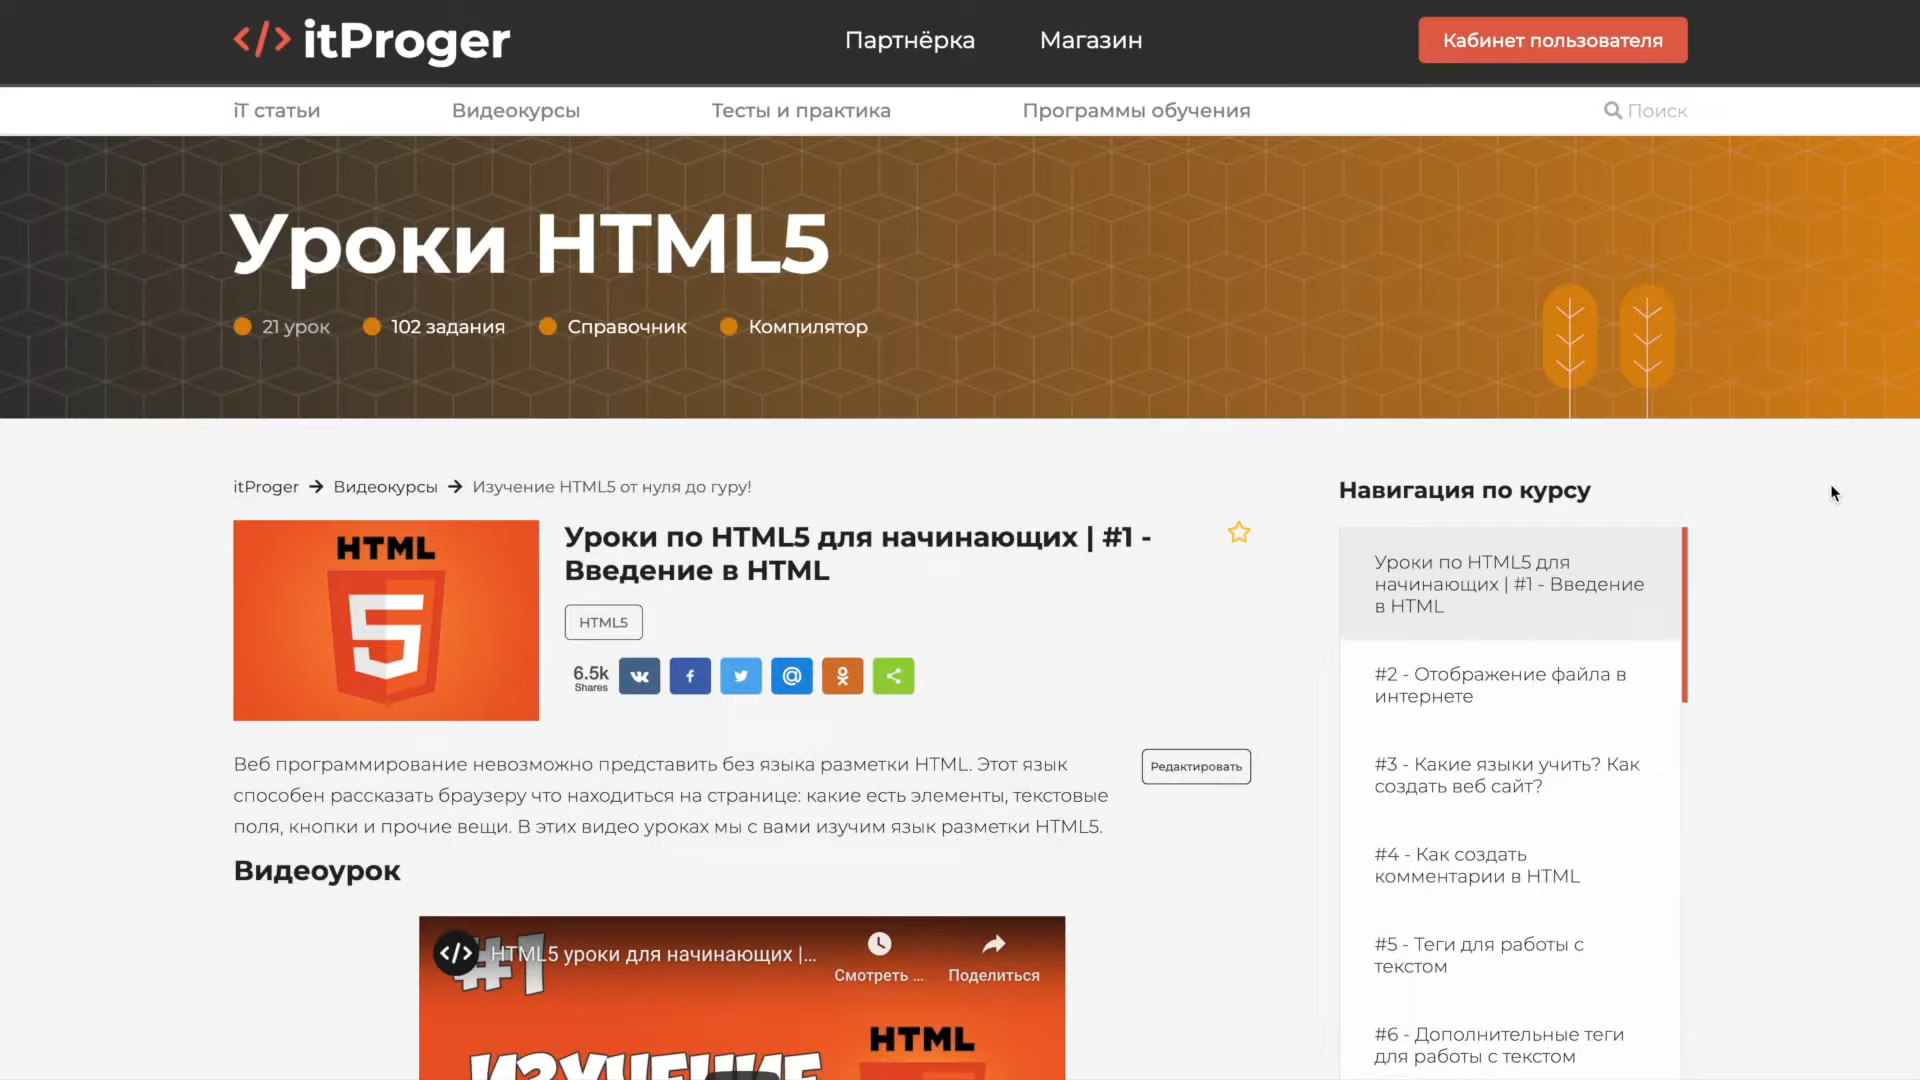 </> itProger
Партнёрка
Магазин
Кабинет пользователя
iT статьи
Видеокурсы
Тесты и практика
Программы обучения
Поиск
Уроки HTML5
21 урок
102 задания
Справочник
Компилятор
itProger → Видеокурсы → Изучение HTML5 от нуля до гуру!
HTML
5
Уроки по HTML5 для начинающих | #1 -
Введение в HTML
HTML5
6.5k
Shares
Веб программирование невозможно представить без языка разметки HTML. Этот язык
способен рассказать браузеру что находиться на странице: какие есть элементы, текстовые
поля, кнопки и прочие вещи. В этих видео уроках мы с вами изучим язык разметки HTML5.
Редактировать
Видеоурок
#1
</> HTML5 уроки для начинающих |...
Смотреть ...
Поделиться
ИЗУЧЕНИЕ
HTML
Навигация по курсу
Уроки по HTML5 для
начинающих | #1 - Введение
в HTML
#2 - Отображение файла в
интернете
#3 - Какие языки учить? Как
создать веб сайт?
#4 - Как создать
комментарии в HTML
#5 - Теги для работы с
текстом
#6 - Дополнительные теги
для работы с текстом